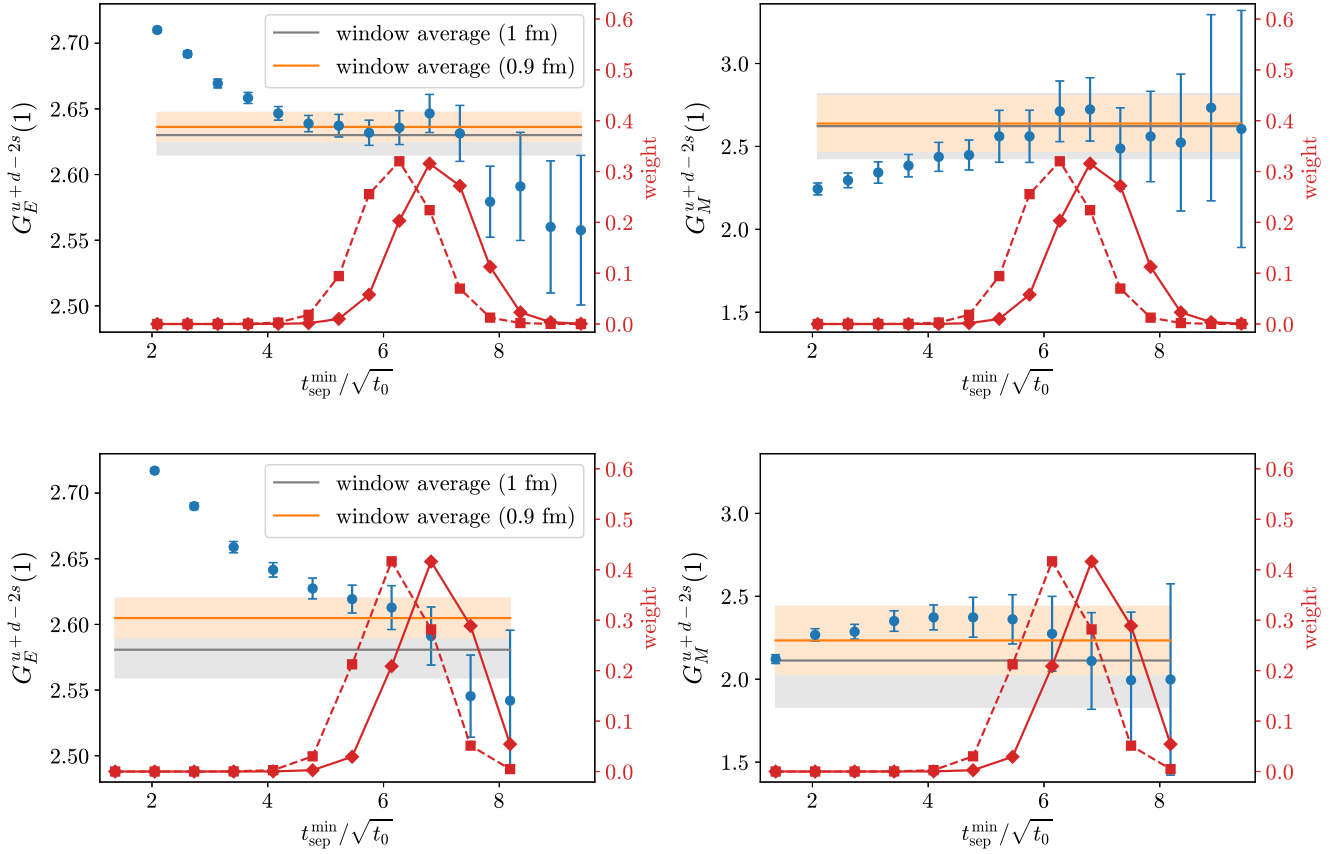 2.70
2.65
2.60
2.55
2.50
G_E^{u+d−2s}(1)
window average (1 fm)
window average (0.9 fm)
0.6
0.5
0.4
0.3
0.2
0.1
0.0
weight
2 4 6 8
t_sep^min/√t_0
3.0
2.5
2.0
1.5
G_M^{u+d−2s}(1)
0.6
0.5
0.4
0.3
0.2
0.1
0.0
weight
2 4 6 8
t_sep^min/√t_0
2.70
2.65
2.60
2.55
2.50
G_E^{u+d−2s}(1)
window average (1 fm)
window average (0.9 fm)
0.6
0.5
0.4
0.3
0.2
0.1
0.0
weight
2 4 6 8
t_sep^min/√t_0
3.0
2.5
2.0
1.5
G_M^{u+d−2s}(1)
0.6
0.5
0.4
0.3
0.2
0.1
0.0
weight
2 4 6 8
t_sep^min/√t_0